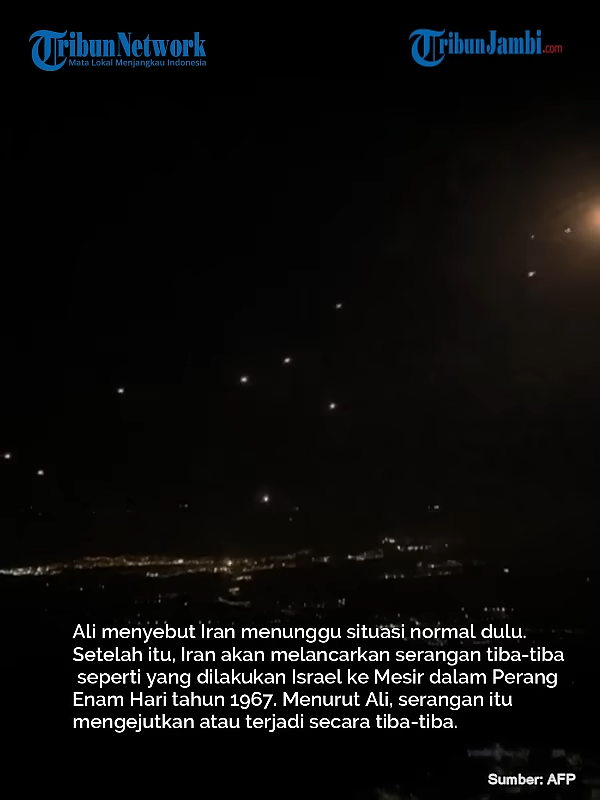 TribunNetwork
Mata Lokal Menjangkau Indonesia
TribunJambi.com
Ali menyebut Iran menunggu situasi normal dulu.
Setelah itu, Iran akan melancarkan serangan tiba-tiba
seperti yang dilakukan Israel ke Mesir dalam Perang
Enam Hari tahun 1967. Menurut Ali, serangan itu
mengejutkan atau terjadi secara tiba-tiba.
Sumber: AFP